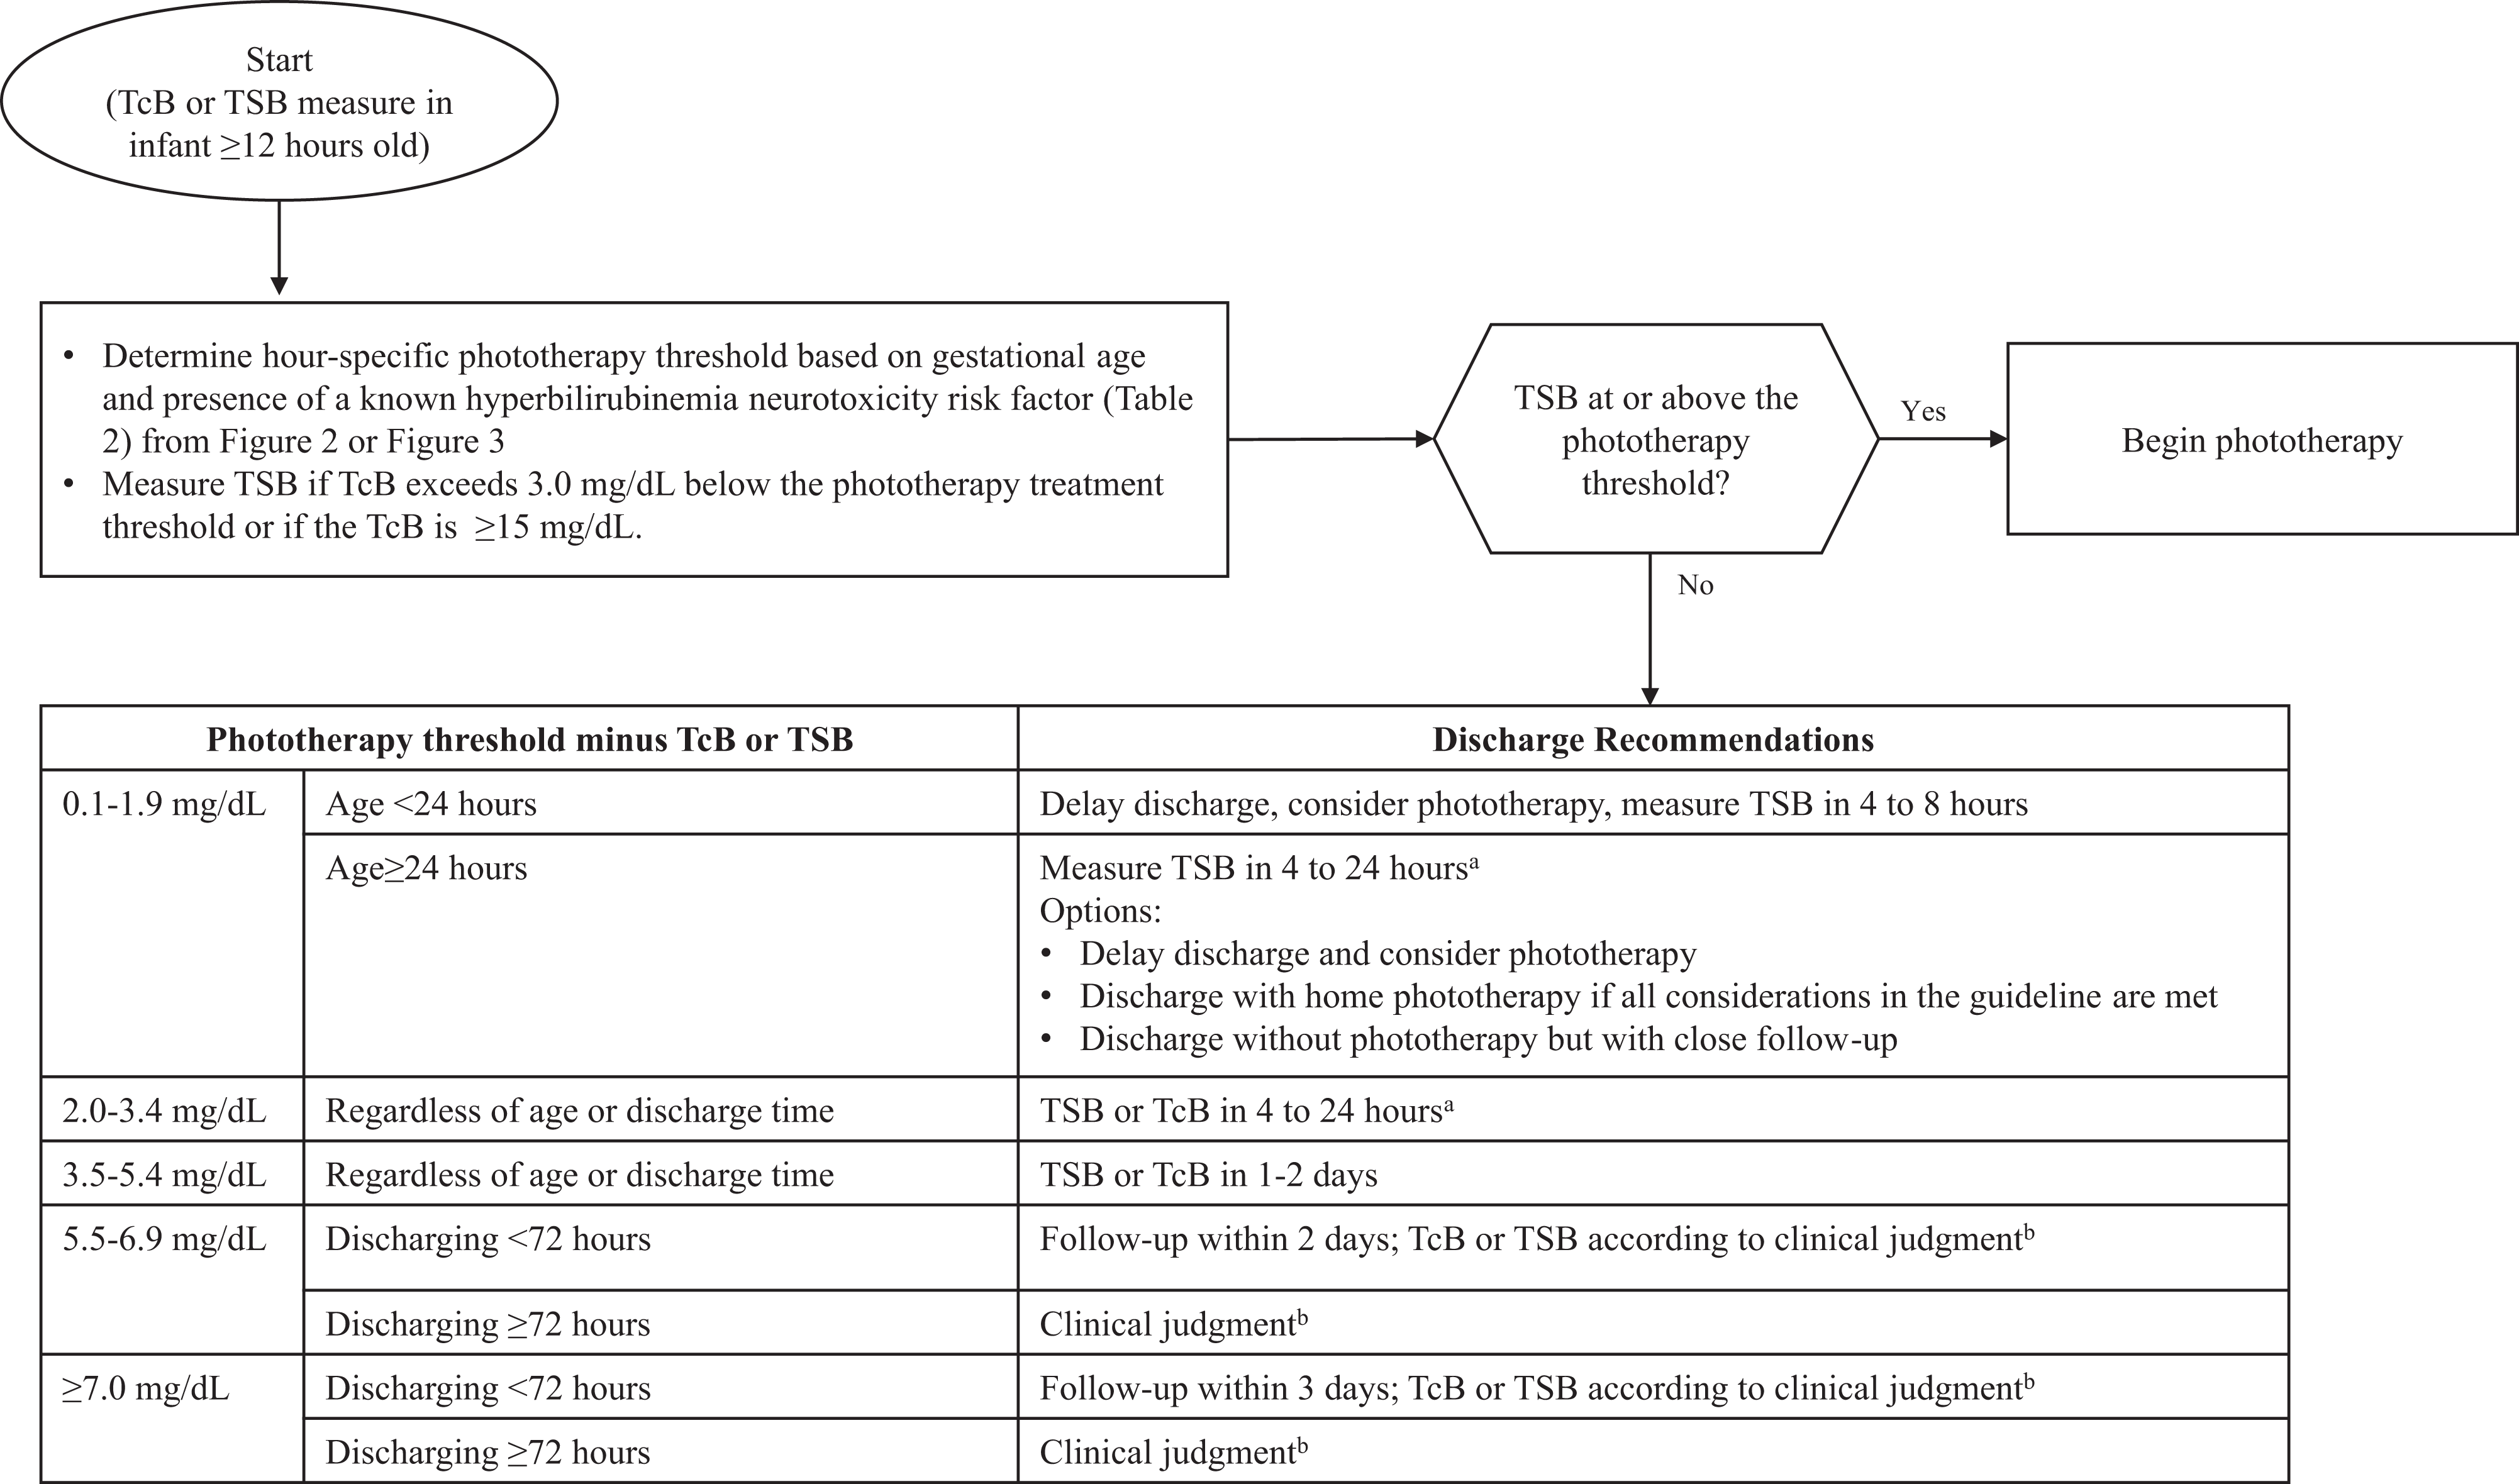 Start
(TcB or TSB measure in
infant ≥12 hours old)
• Determine hour-specific phototherapy threshold based on gestational age
and presence of a known hyperbilirubinemia neurotoxicity risk factor (Table
2) from Figure 2 or Figure 3
• Measure TSB if TcB exceeds 3.0 mg/dL below the phototherapy treatment
threshold or if the TcB is ≥15 mg/dL.
TSB at or above the
phototherapy
threshold?
Yes
Begin phototherapy
No
Phototherapy threshold minus TcB or TSB
Discharge Recommendations
0.1-1.9 mg/dL
Age <24 hours
Delay discharge, consider phototherapy, measure TSB in 4 to 8 hours
Age≥24 hours
Measure TSB in 4 to 24 hoursᵃ
Options:
• Delay discharge and consider phototherapy
• Discharge with home phototherapy if all considerations in the guideline are met
• Discharge without phototherapy but with close follow-up
2.0-3.4 mg/dL
Regardless of age or discharge time
TSB or TcB in 4 to 24 hoursᵃ
3.5-5.4 mg/dL
Regardless of age or discharge time
TSB or TcB in 1-2 days
5.5-6.9 mg/dL
Discharging <72 hours
Follow-up within 2 days; TcB or TSB according to clinical judgmentᵇ
Discharging ≥72 hours
Clinical judgmentᵇ
≥7.0 mg/dL
Discharging <72 hours
Follow-up within 3 days; TcB or TSB according to clinical judgmentᵇ
Discharging ≥72 hours
Clinical judgmentᵇ